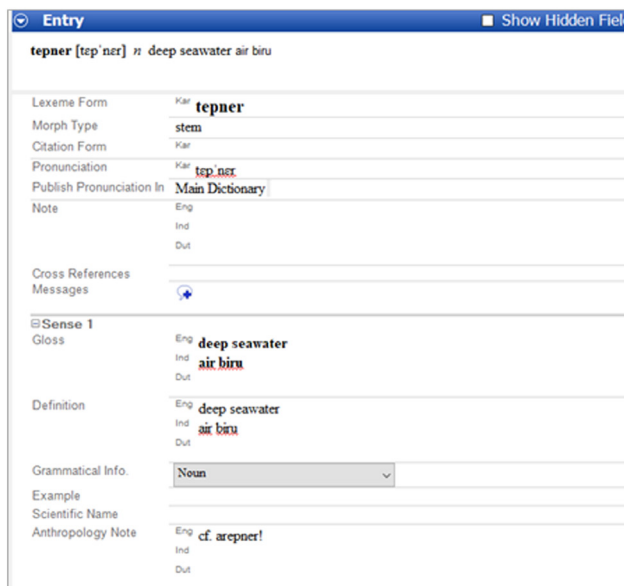 Entry Show Hidden Fiel
tepner [tɛpˈnɛr] n deep seawater air biru
Lexeme Form Kar tepner
Morph Type stem
Citation Form Kar
Pronunciation Kar tɛpˈnɛr
Publish Pronunciation In Main Dictionary
Note Eng
Ind
Dut
Cross References
Messages
Sense 1
Gloss Eng deep seawater
Ind air biru
Dut
Definition Eng deep seawater
Ind air biru
Dut
Grammatical Info. Noun
Example
Scientific Name
Anthropology Note Eng cf. arepner!
Ind
Dut